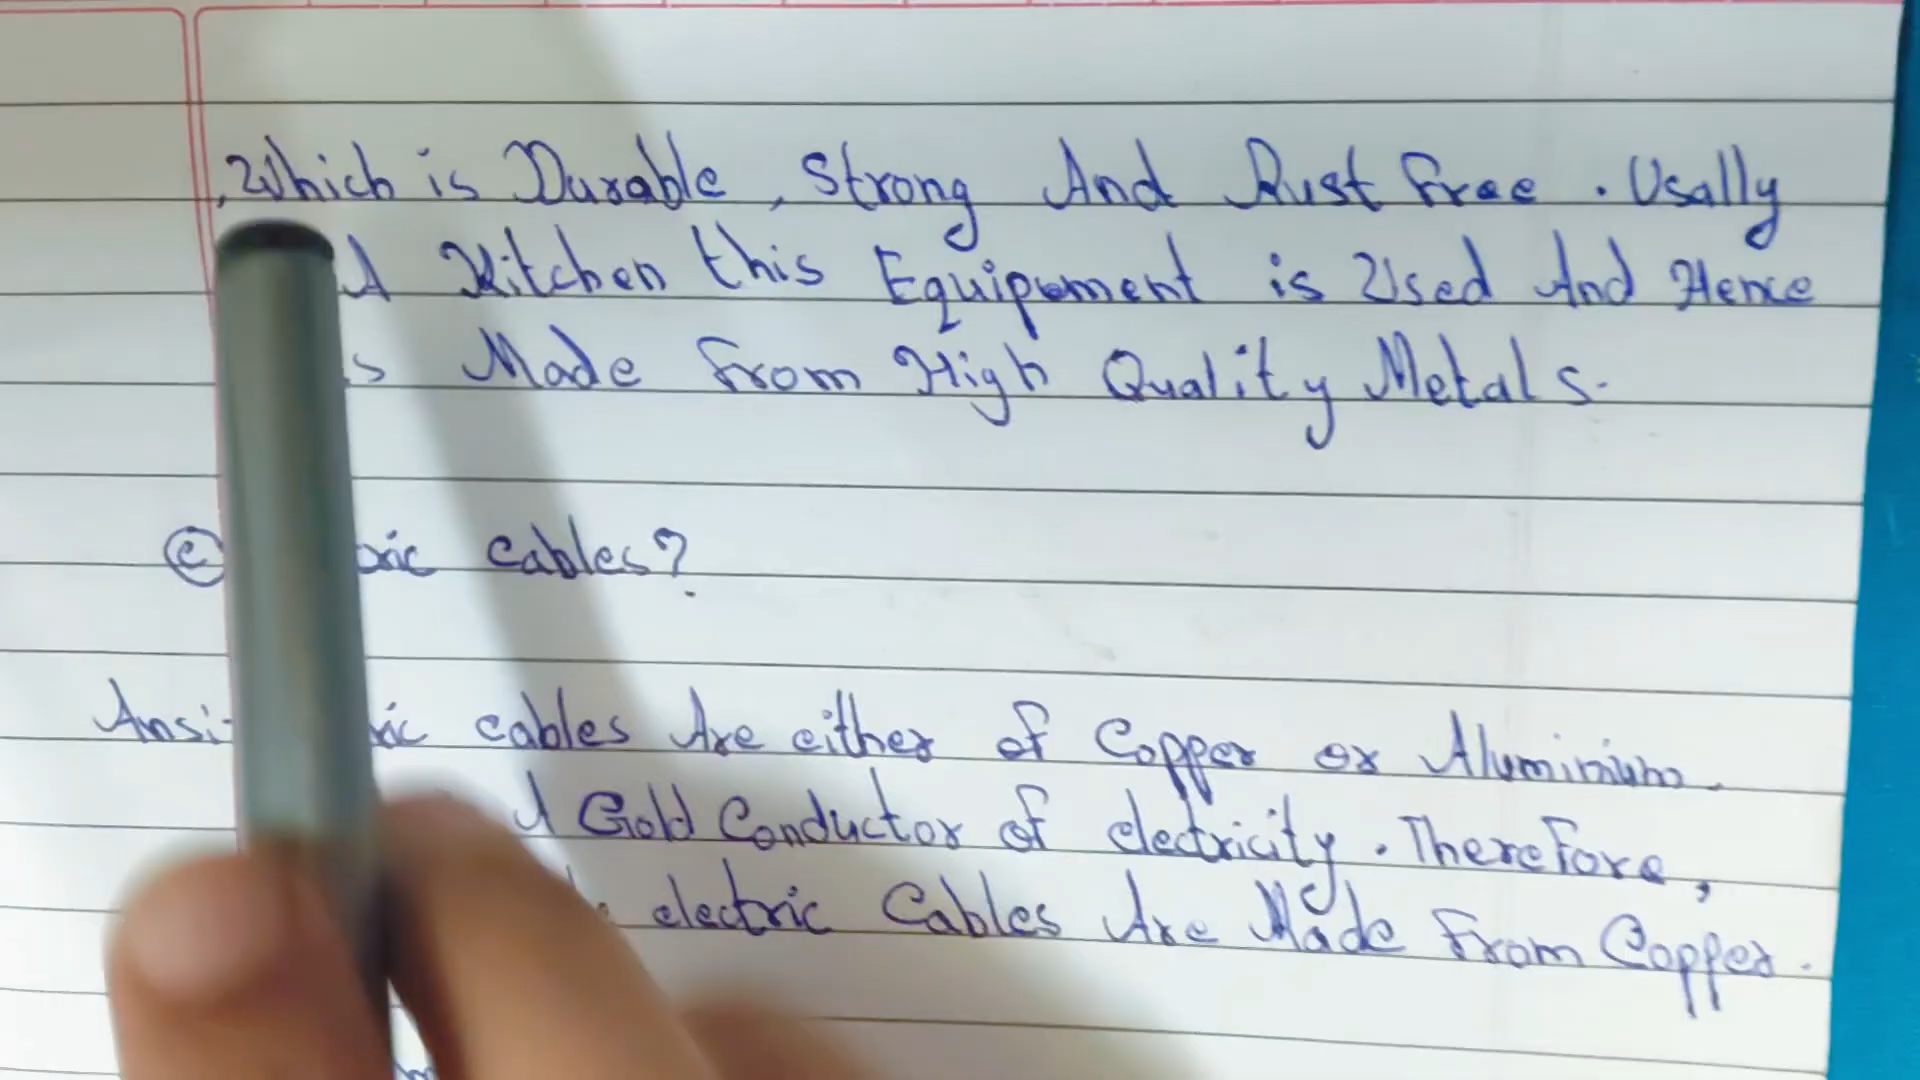 ,Which is Durable, Strong And Rust Free. Usally
A Kitchen this Equipement is Used And Hence
Made From High Quality Metals.
(c) cables?
Ans:- cables Are either of Copper or Aluminium.
A Gold Conductor of electricity. Therefore,
electric Cables Are Made From Copper.